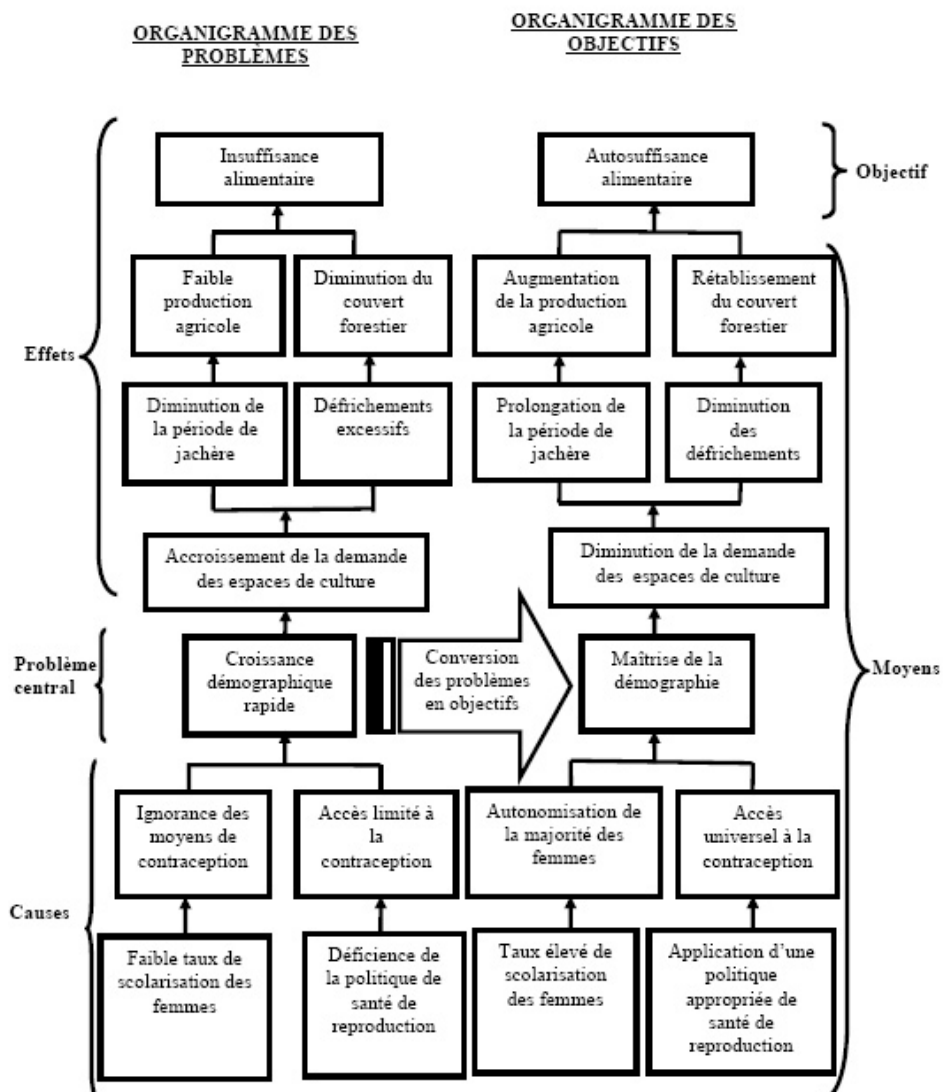 ORGANIGRAMME DES
PROBLÈMES
ORGANIGRAMME DES
OBJECTIFS
Insuffisance
alimentaire
Autosuffisance
alimentaire
Objectif
Faible
production
agricole
Diminution du
couvert
forestier
Augmentation
de la production
agricole
Rétablissement
du couvert
forestier
Effets
Diminution de
la période de
jachère
Défrichements
excessifs
Prolongation de
la période de
jachère
Diminution
des
défrichements
Accroissement de la demande
des espaces de culture
Diminution de la demande
des espaces de culture
Problème
central
Croissance
démographique
rapide
Conversion
des problèmes
en objectifs
Maîtrise de la
démographie
Moyens
Ignorance des
moyens de
contraception
Accès limité à
la
contraception
Autonomisation de
la majorité des
femmes
Accès
universel à la
contraception
Causes
Faible taux de
scolarisation des
femmes
Déficience de
la politique de
santé de
reproduction
Taux élevé de
scolarisation
des femmes
Application d'une
politique
appropriée de
santé de
reproduction